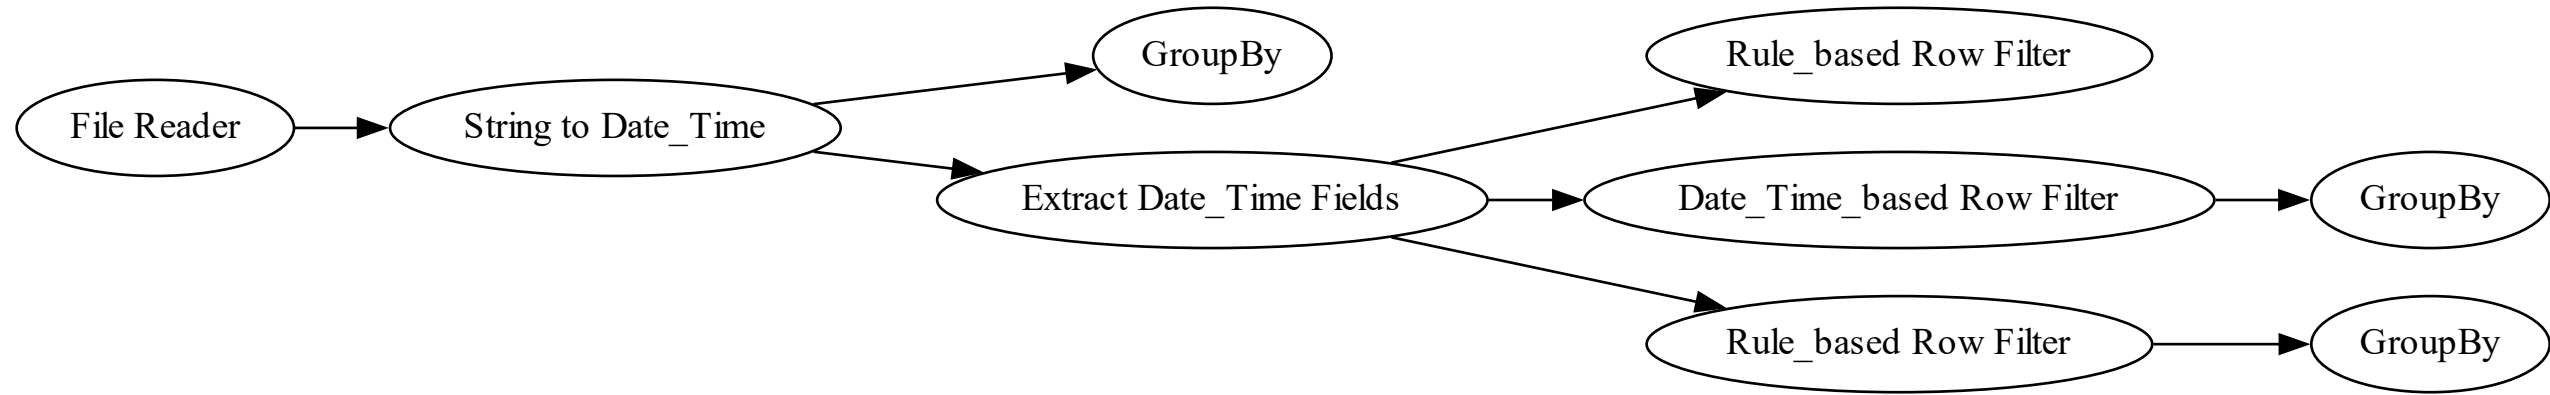 File Reader
String to Date_Time
GroupBy
Extract Date_Time Fields
Rule_based Row Filter
Date_Time_based Row Filter
GroupBy
Rule_based Row Filter
GroupBy